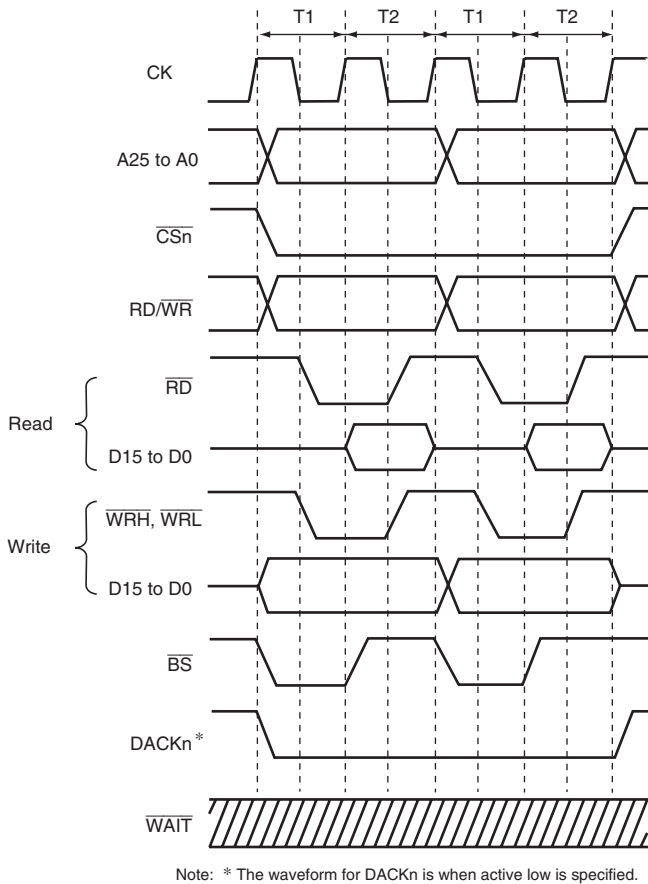 T1 T2 T1 T2
CK
A25 to A0
CSn
RD/WR
RD
Read
D15 to D0
WRH, WRL
Write
D15 to D0
BS
DACKn*
WAIT
Note: * The waveform for DACKn is when active low is specified.